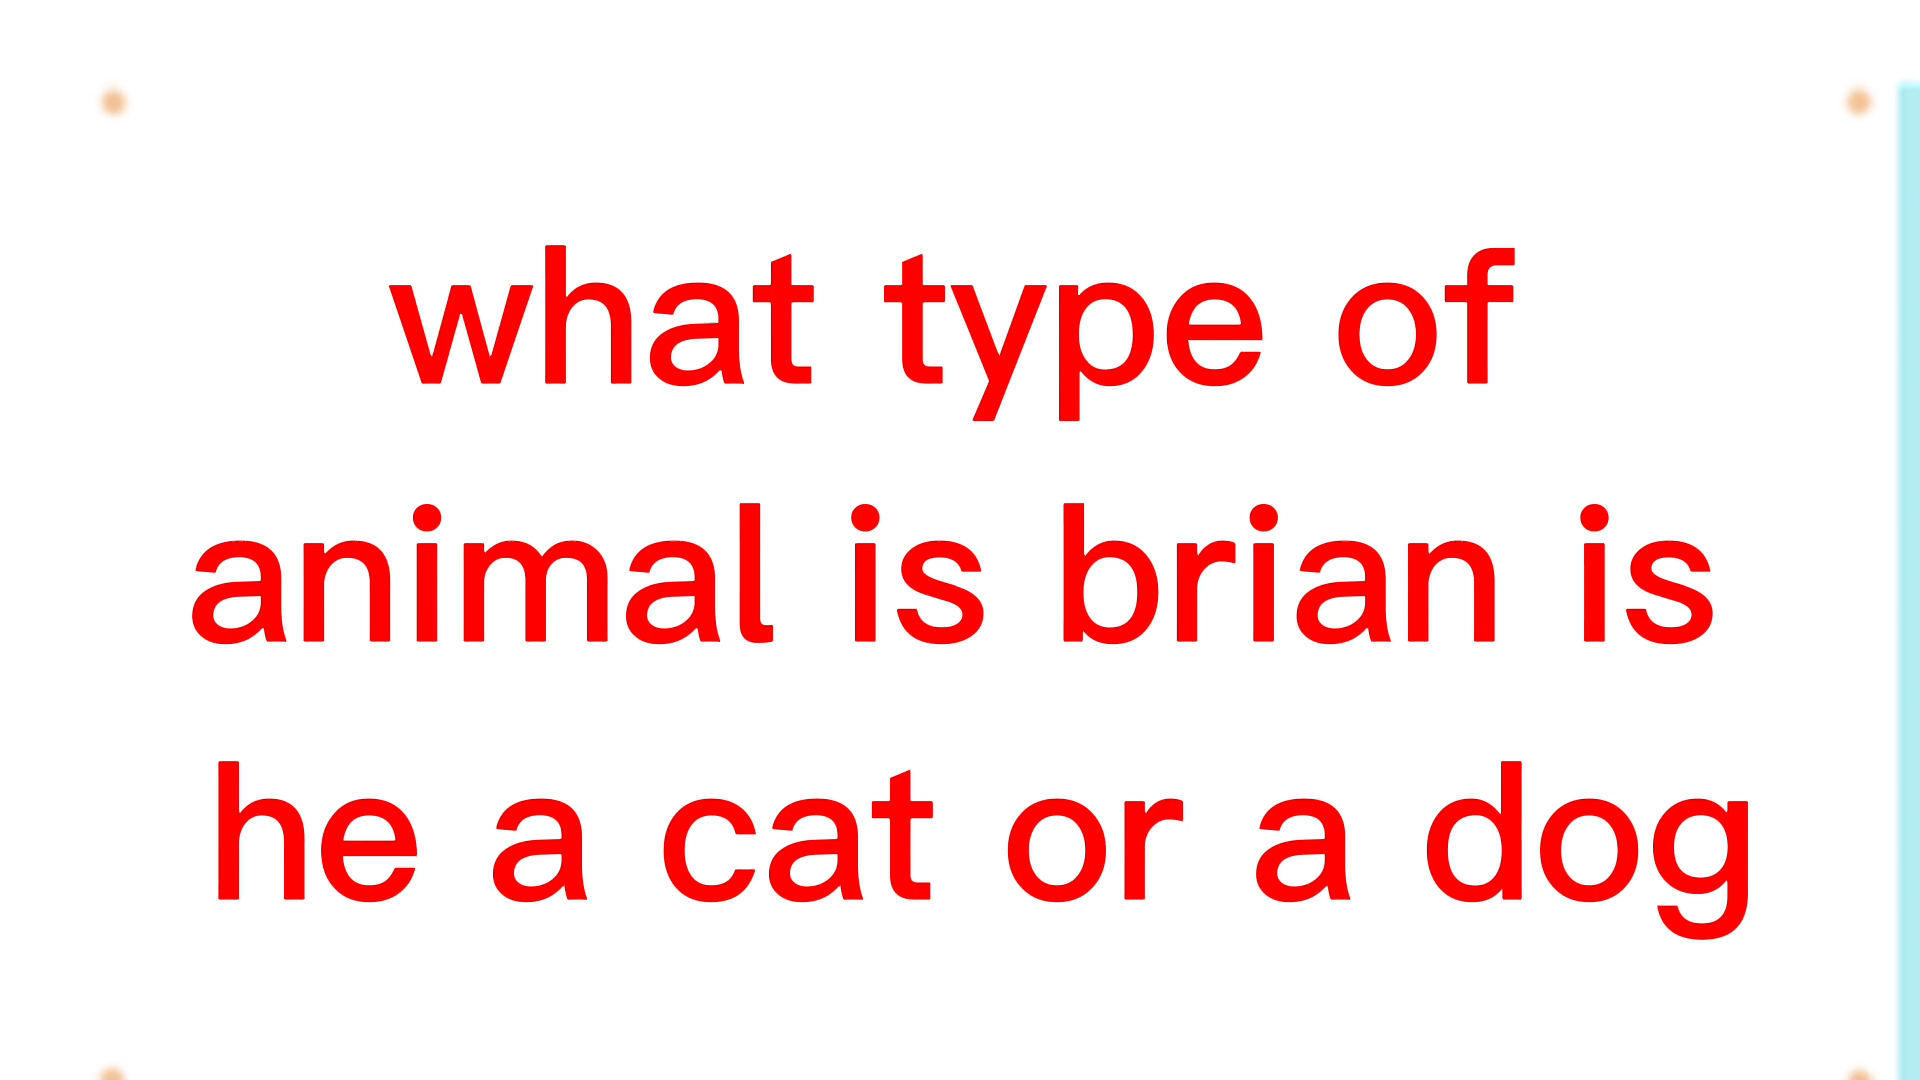 what type of
animal is brian is
he a cat or a dog